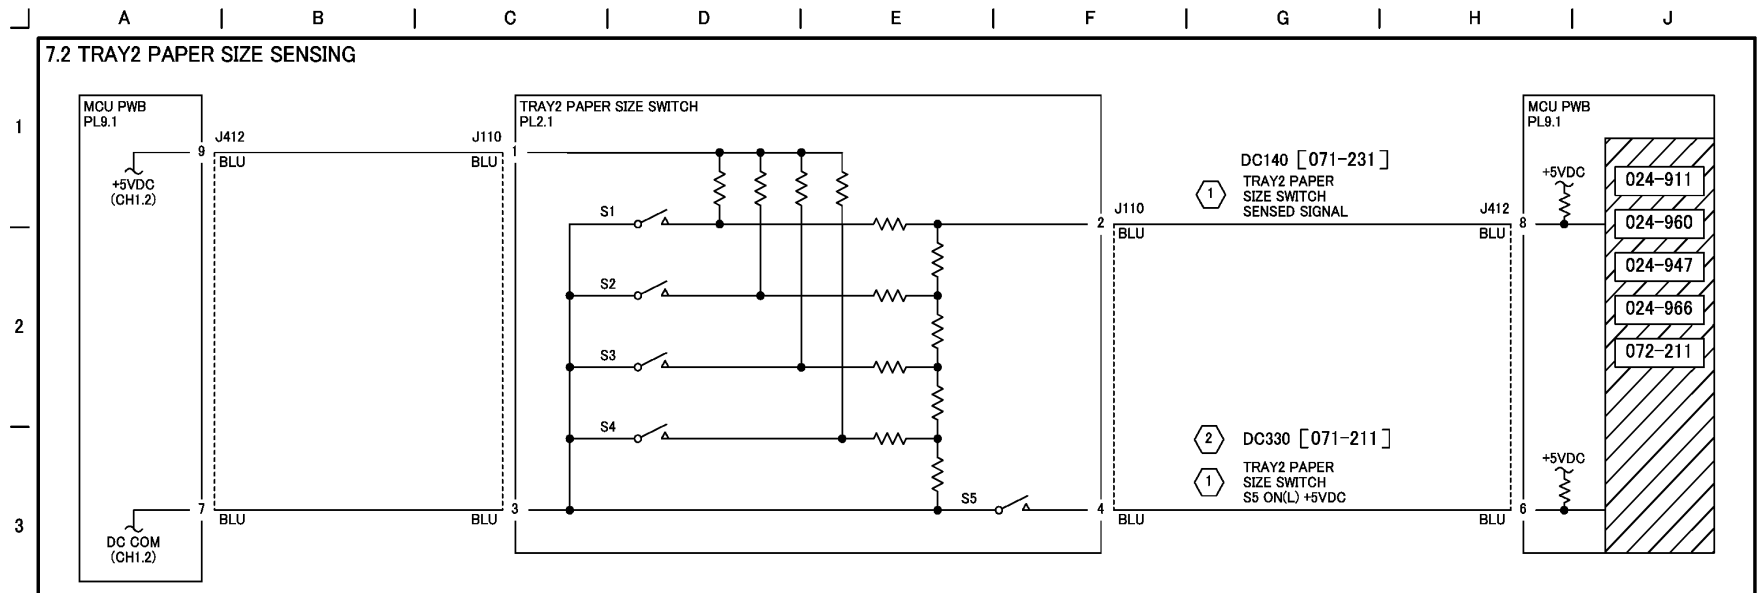 A B C D E F G H J
7.2 TRAY2 PAPER SIZE SENSING
1
2
3
MCU PWB
PL9.1
+5VDC
(CH1.2)
9
J412
BLU
J110
BLU
1
7
BLU
BLU
3
DC COM
(CH1.2)
TRAY2 PAPER SIZE SWITCH
PL2.1
S1
S2
S3
S4
S5
2
J110
BLU
4
BLU
DC140 [071-231]
1
TRAY2 PAPER
SIZE SWITCH
SENSED SIGNAL
J412
BLU
8
2
DC330 [071-211]
1
TRAY2 PAPER
SIZE SWITCH
S5 ON(L) +5VDC
BLU
6
MCU PWB
PL9.1
+5VDC
+5VDC
024-911
024-960
024-947
024-966
072-211